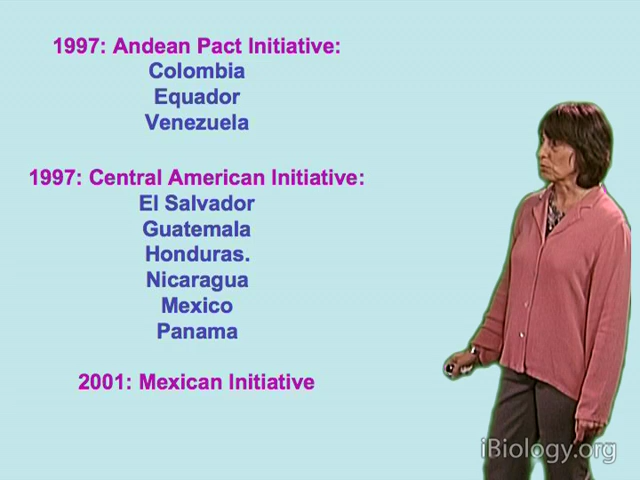 1997: Andean Pact Initiative:
Colombia
Equador
Venezuela
1997: Central American Initiative:
El Salvador
Guatemala
Honduras.
Nicaragua
Mexico
Panama
2001: Mexican Initiative
iBiology.org